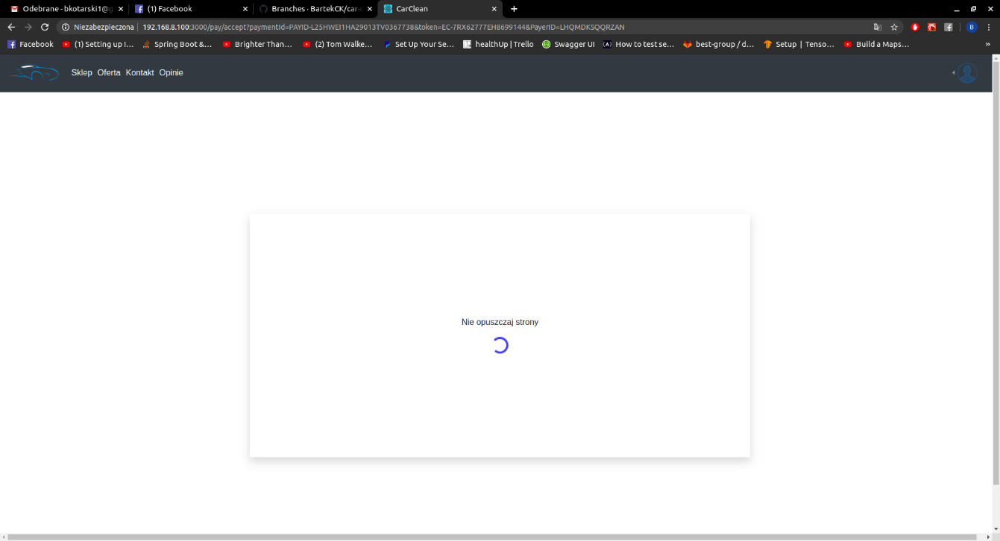 Odebrane - bkotarski1@g
(1) Facebook
Branches · BartekCK/car-c
CarClean
Niezabezpieczona
192.168.8.100:3000/pay/accept?paymentId=PAYID-L25HWEI1HA29013TV0367738&token=EC-7RX62777EH8699144&PayerID=LHQMDKSQQRZAN
B
Facebook
(1) Setting up I…
Spring Boot &…
Brighter Than…
(2) Tom Walke…
Set Up Your Se…
healthUp | Trello
Swagger UI
How to test se…
best-group / d…
Setup | Tenso…
Build a Maps…
»
Sklep Oferta Kontakt Opinie
Nie opuszczaj strony